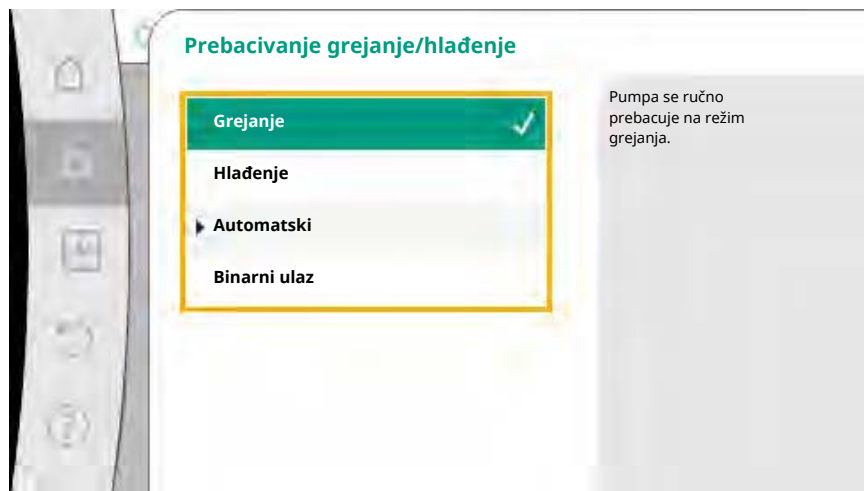 Prebacivanje grejanje/hlađenje
Grejanje
Hlađenje
Automatski
Binarni ulaz
Pumpa se ručno
prebacuje na režim
grejanja.